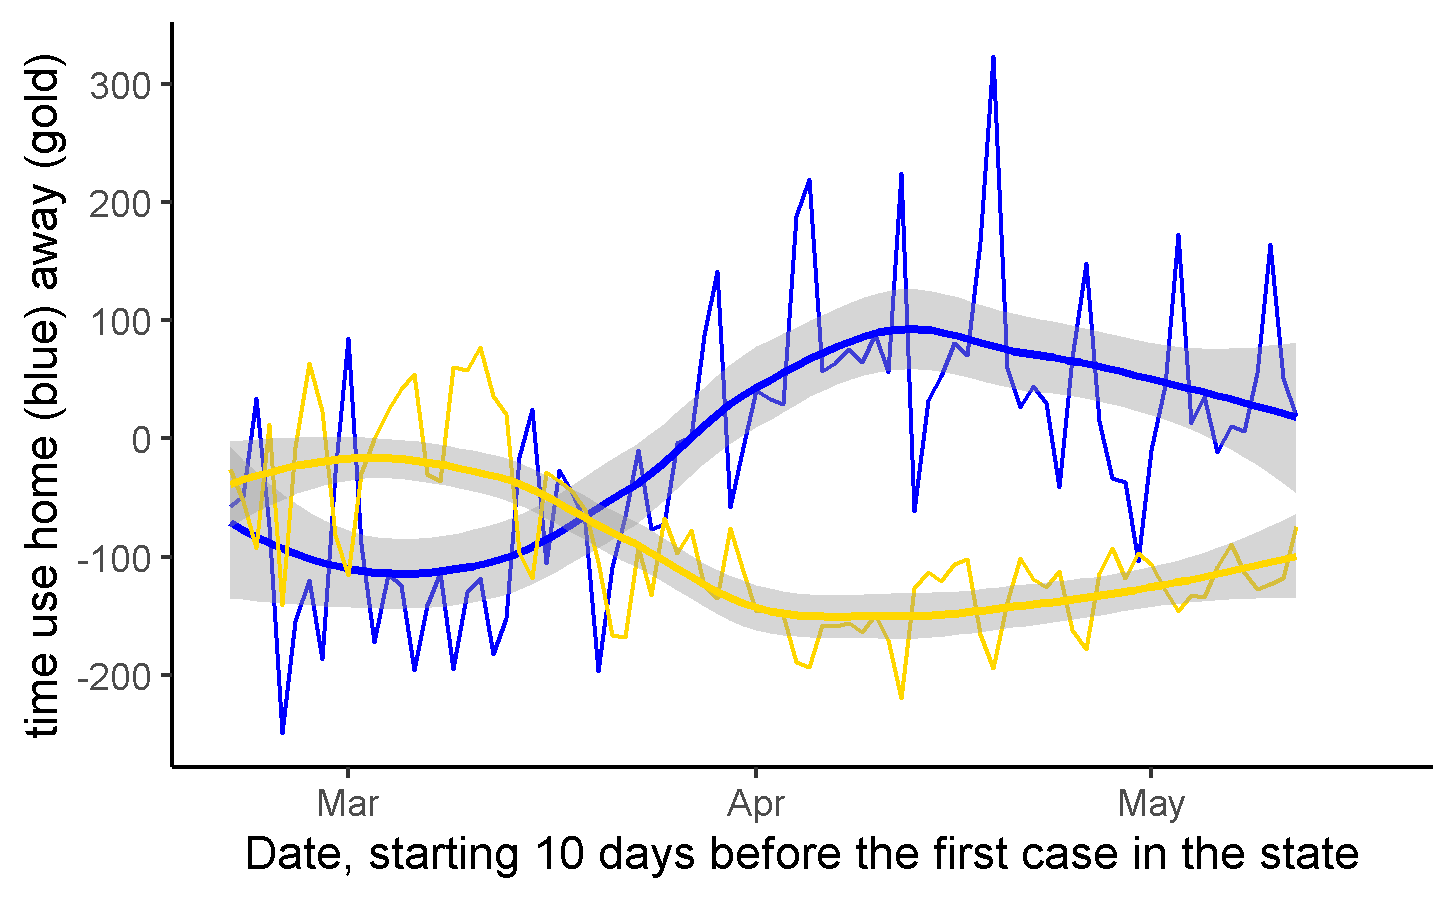 time use home (blue) away (gold)
300
200
100
0
-100
-200
Mar Apr May
Date, starting 10 days before the first case in the state